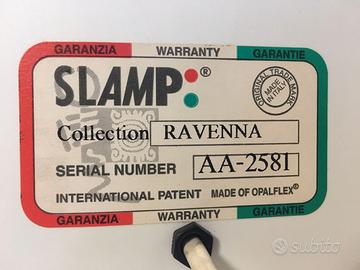 GARANZIA WARRANTY GARANTIE
SLAMP®
ORIGINAL TRADE MARK
MADE IN ITALY
Collection RAVENNA
SERIAL NUMBER AA-2581
INTERNATIONAL PATENT MADE OF OPALFLEX®
GARANZIA WARRANTY GARANTIE
subito